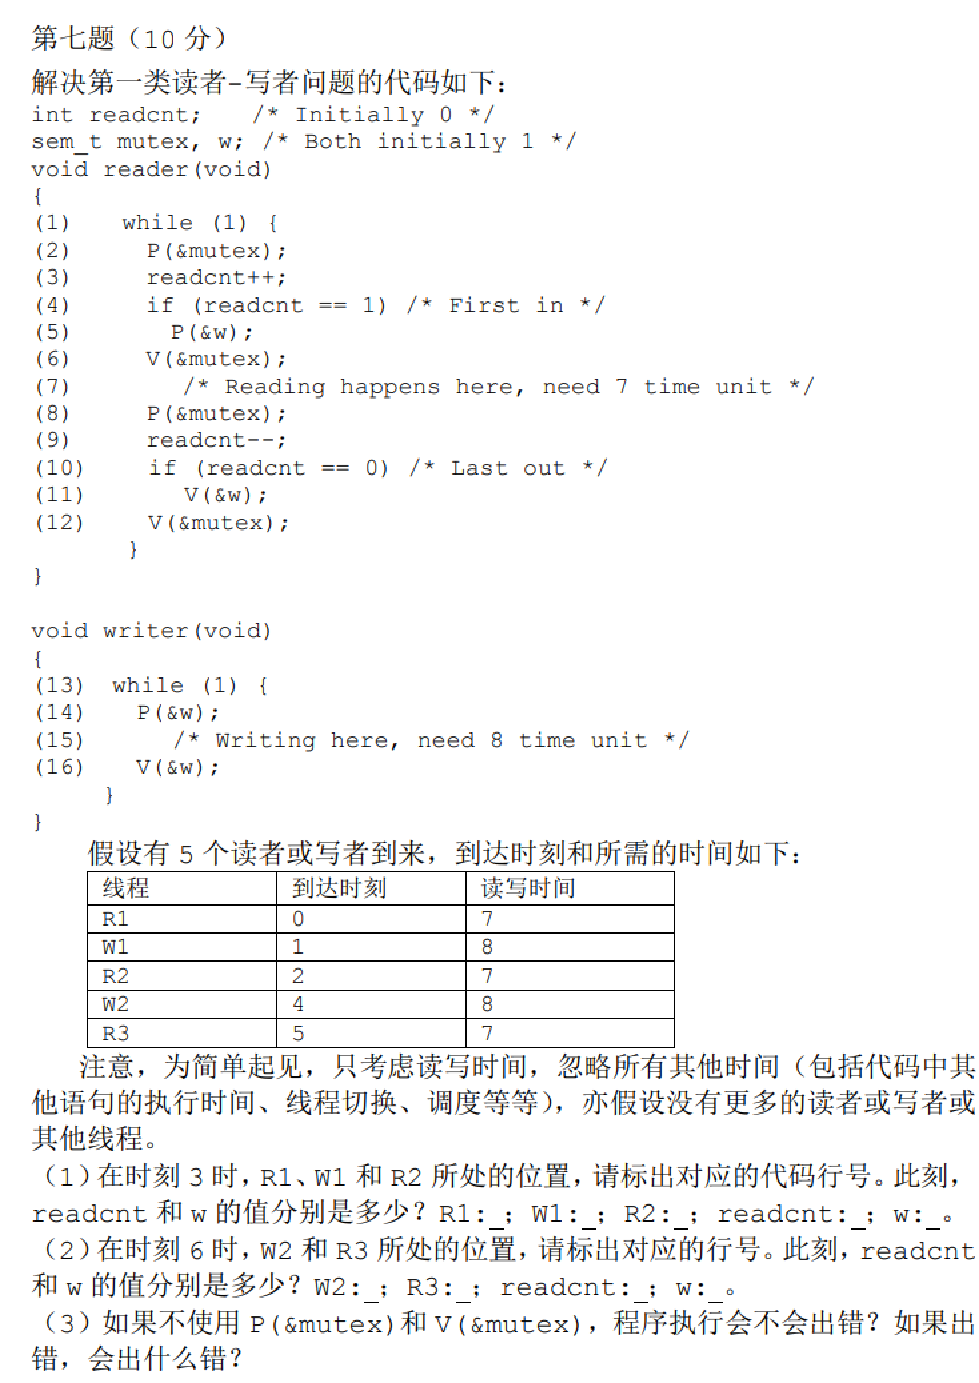 第七题（10 分）
解决第一类读者-写者问题的代码如下：
int readcnt;    /* Initially 0 */
sem_t mutex, w; /* Both initially 1 */
void reader(void)
{
(1)    while (1) {
(2)      P(&mutex);
(3)      readcnt++;
(4)      if (readcnt == 1) /* First in */
(5)        P(&w);
(6)      V(&mutex);
(7)         /* Reading happens here, need 7 time unit */
(8)      P(&mutex);
(9)      readcnt--;
(10)     if (readcnt == 0) /* Last out */
(11)        V(&w);
(12)     V(&mutex);
        }
}
void writer(void)
{
(13)  while (1) {
(14)    P(&w);
(15)       /* Writing here, need 8 time unit */
(16)    V(&w);
      }
}
假设有 5 个读者或写者到来，到达时刻和所需的时间如下：
线程 到达时刻 读写时间
R1 0 7
W1 1 8
R2 2 7
W2 4 8
R3 5 7
注意，为简单起见，只考虑读写时间，忽略所有其他时间（包括代码中其
他语句的执行时间、线程切换、调度等等），亦假设没有更多的读者或写者或
其他线程。
（1）在时刻 3 时，R1、W1 和 R2 所处的位置，请标出对应的代码行号。此刻，
readcnt 和 w 的值分别是多少？R1:_; W1:_; R2:_; readcnt:_; w:_。
（2）在时刻 6 时，W2 和 R3 所处的位置，请标出对应的行号。此刻，readcnt
和 w 的值分别是多少？W2:_; R3:_; readcnt:_; w:_。
（3）如果不使用 P(&mutex)和 V(&mutex)，程序执行会不会出错？如果出
错，会出什么错？